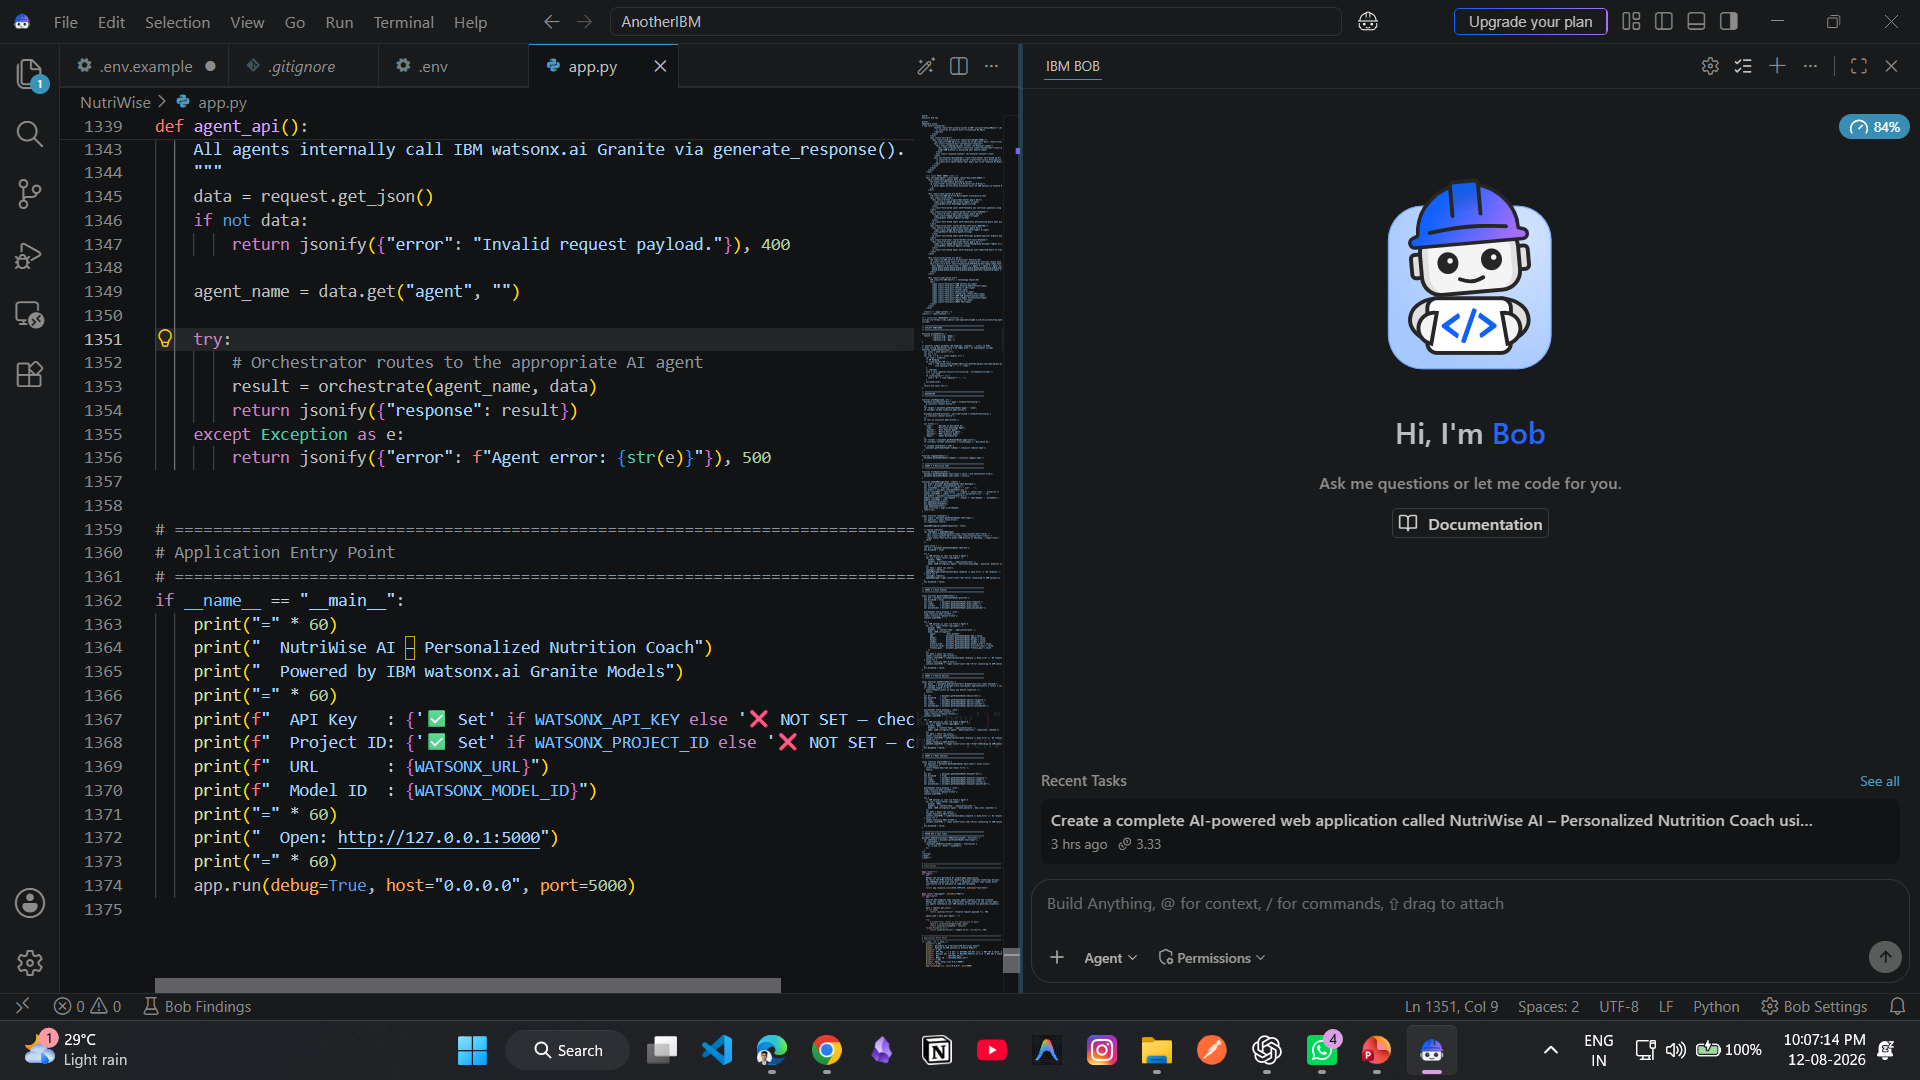 File Edit Selection View Go Run Terminal Help
AnotherIBM
Upgrade your plan
.env.example
.gitignore
.env
app.py
NutriWise > app.py
1339 def agent_api():
1343 All agents internally call IBM watsonx.ai Granite via generate_response().
1344 """
1345 data = request.get_json()
1346 if not data:
1347 return jsonify({"error": "Invalid request payload."}), 400
1348
1349 agent_name = data.get("agent", "")
1350
1351 try:
1352 # Orchestrator routes to the appropriate AI agent
1353 result = orchestrate(agent_name, data)
1354 return jsonify({"response": result})
1355 except Exception as e:
1356 return jsonify({"error": f"Agent error: {str(e)}"}), 500
1357
1358
1359 # =============================================================================
1360 # Application Entry Point
1361 # =============================================================================
1362 if __name__ == "__main__":
1363 print("=" * 60)
1364 print("  NutriWise AI – Personalized Nutrition Coach")
1365 print("  Powered by IBM watsonx.ai Granite Models")
1366 print("=" * 60)
1367 print(f"  API Key   : {'✅ Set' if WATSONX_API_KEY else '❌ NOT SET — chec
1368 print(f"  Project ID: {'✅ Set' if WATSONX_PROJECT_ID else '❌ NOT SET — c
1369 print(f"  URL       : {WATSONX_URL}")
1370 print(f"  Model ID  : {WATSONX_MODEL_ID}")
1371 print("=" * 60)
1372 print("  Open: http://127.0.0.1:5000")
1373 print("=" * 60)
1374 app.run(debug=True, host="0.0.0.0", port=5000)
1375
IBM BOB
84%
Hi, I'm Bob
Ask me questions or let me code for you.
Documentation
Recent Tasks
See all
Create a complete AI-powered web application called NutriWise AI – Personalized Nutrition Coach usi...
3 hrs ago 3.33
Build Anything, @ for context, / for commands, ⇧ drag to attach
Agent
Permissions
0 0
Bob Findings
Ln 1351, Col 9
Spaces: 2
UTF-8
LF
Python
Bob Settings
1
29°C
Light rain
Search
4
ENG
IN
100%
10:07:14 PM
12-08-2026